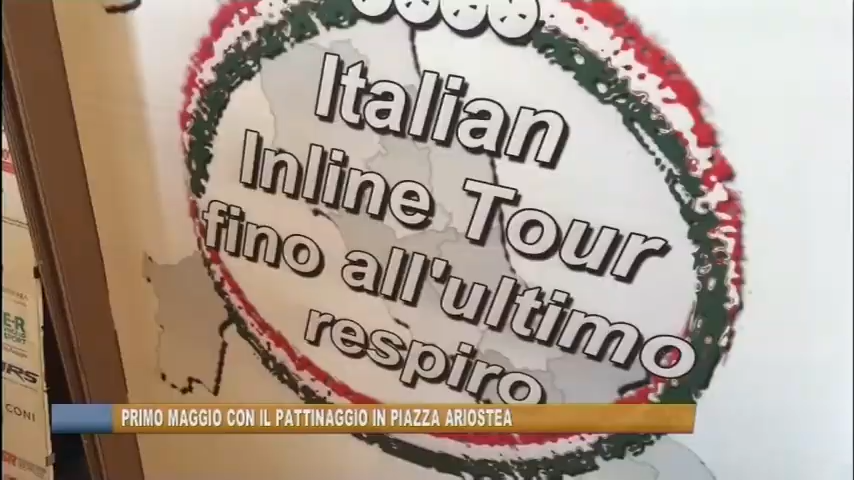 Italian
Inline Tour
fino all'ultimo
respiro
E-R
CONI
PRIMO MAGGIO CON IL PATTINAGGIO IN PIAZZA ARIOSTEA